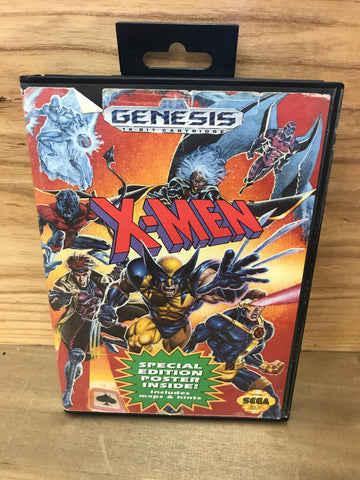 GENESIS
16-BIT CARTRIDGE
X-MEN
SPECIAL
EDITION
POSTER
INSIDE!
Includes
maps & hints
SEGA